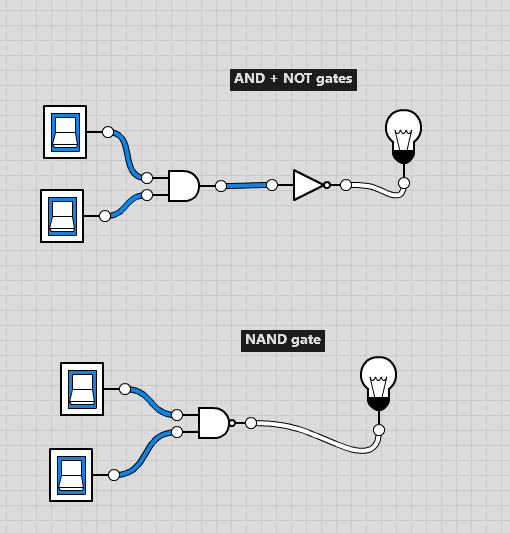 AND + NOT gates
NAND gate